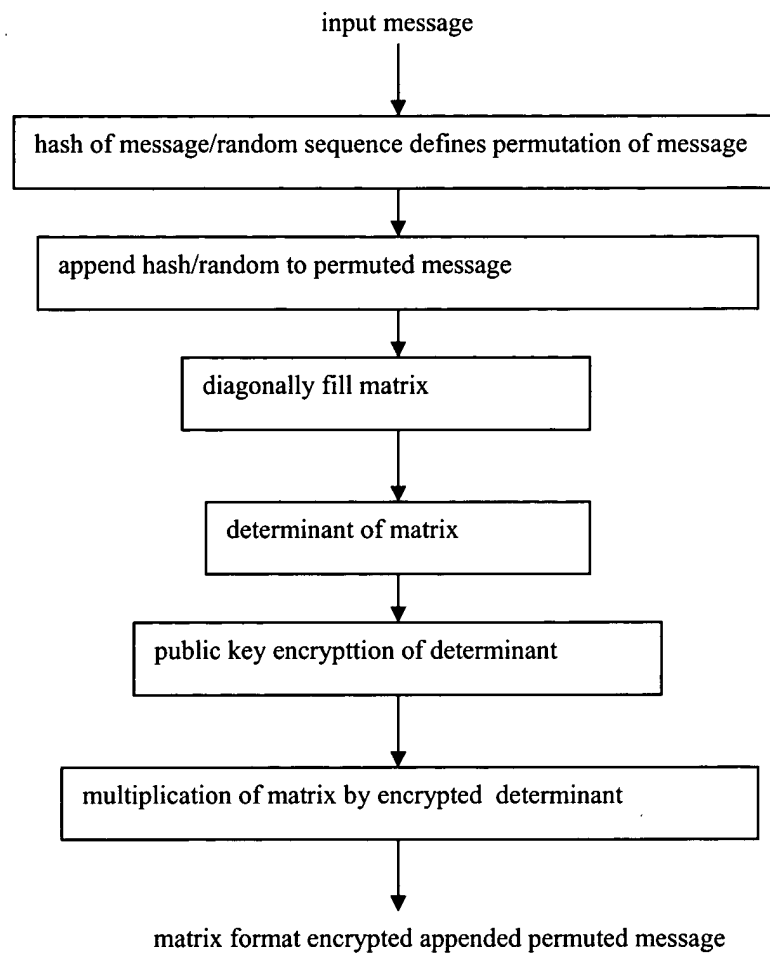 input message
hash of message/random sequence defines permutation of message
append hash/random to permuted message
diagonally fill matrix
determinant of matrix
public key encrypttion of determinant
multiplication of matrix by encrypted determinant
matrix format encrypted appended permuted message